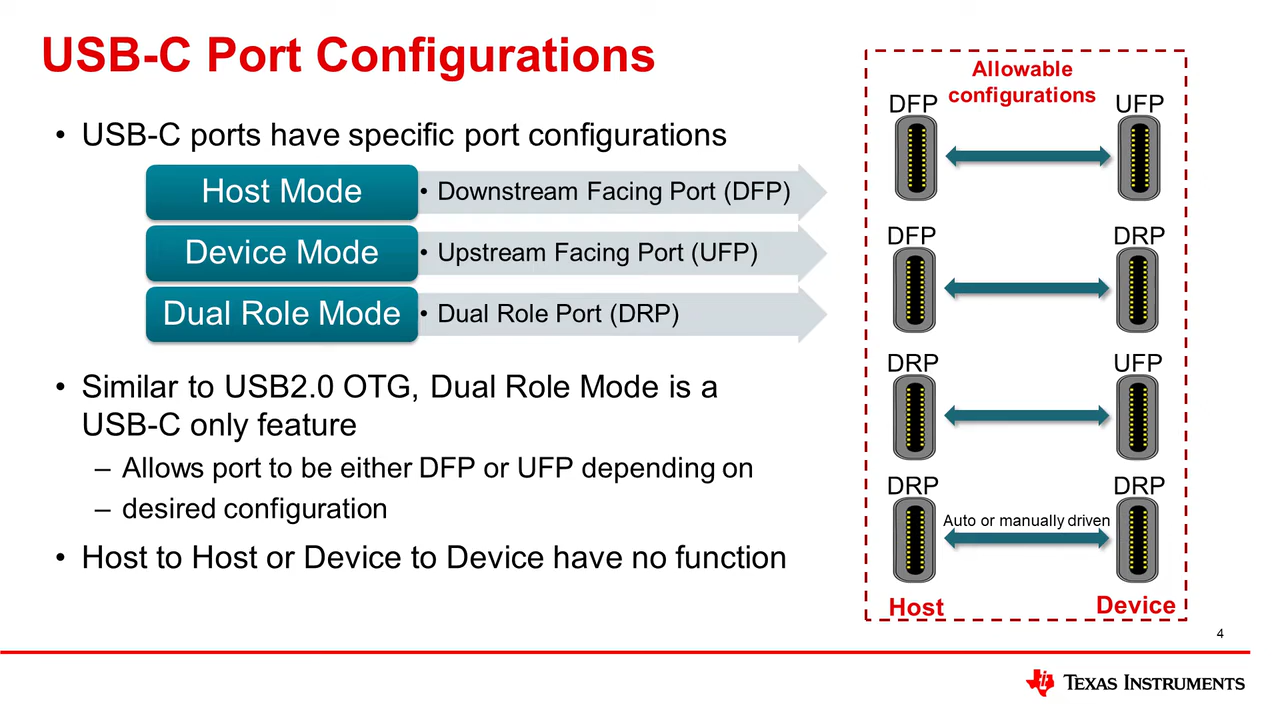 USB-C Port Configurations
• USB-C ports have specific port configurations
Host Mode
• Downstream Facing Port (DFP)
Device Mode
• Upstream Facing Port (UFP)
Dual Role Mode
• Dual Role Port (DRP)
• Similar to USB2.0 OTG, Dual Role Mode is a
USB-C only feature
– Allows port to be either DFP or UFP depending on
– desired configuration
• Host to Host or Device to Device have no function
Allowable
configurations
DFP
UFP
DFP
DRP
DRP
UFP
DRP
DRP
Auto or manually driven
Host
Device
4
TEXAS INSTRUMENTS